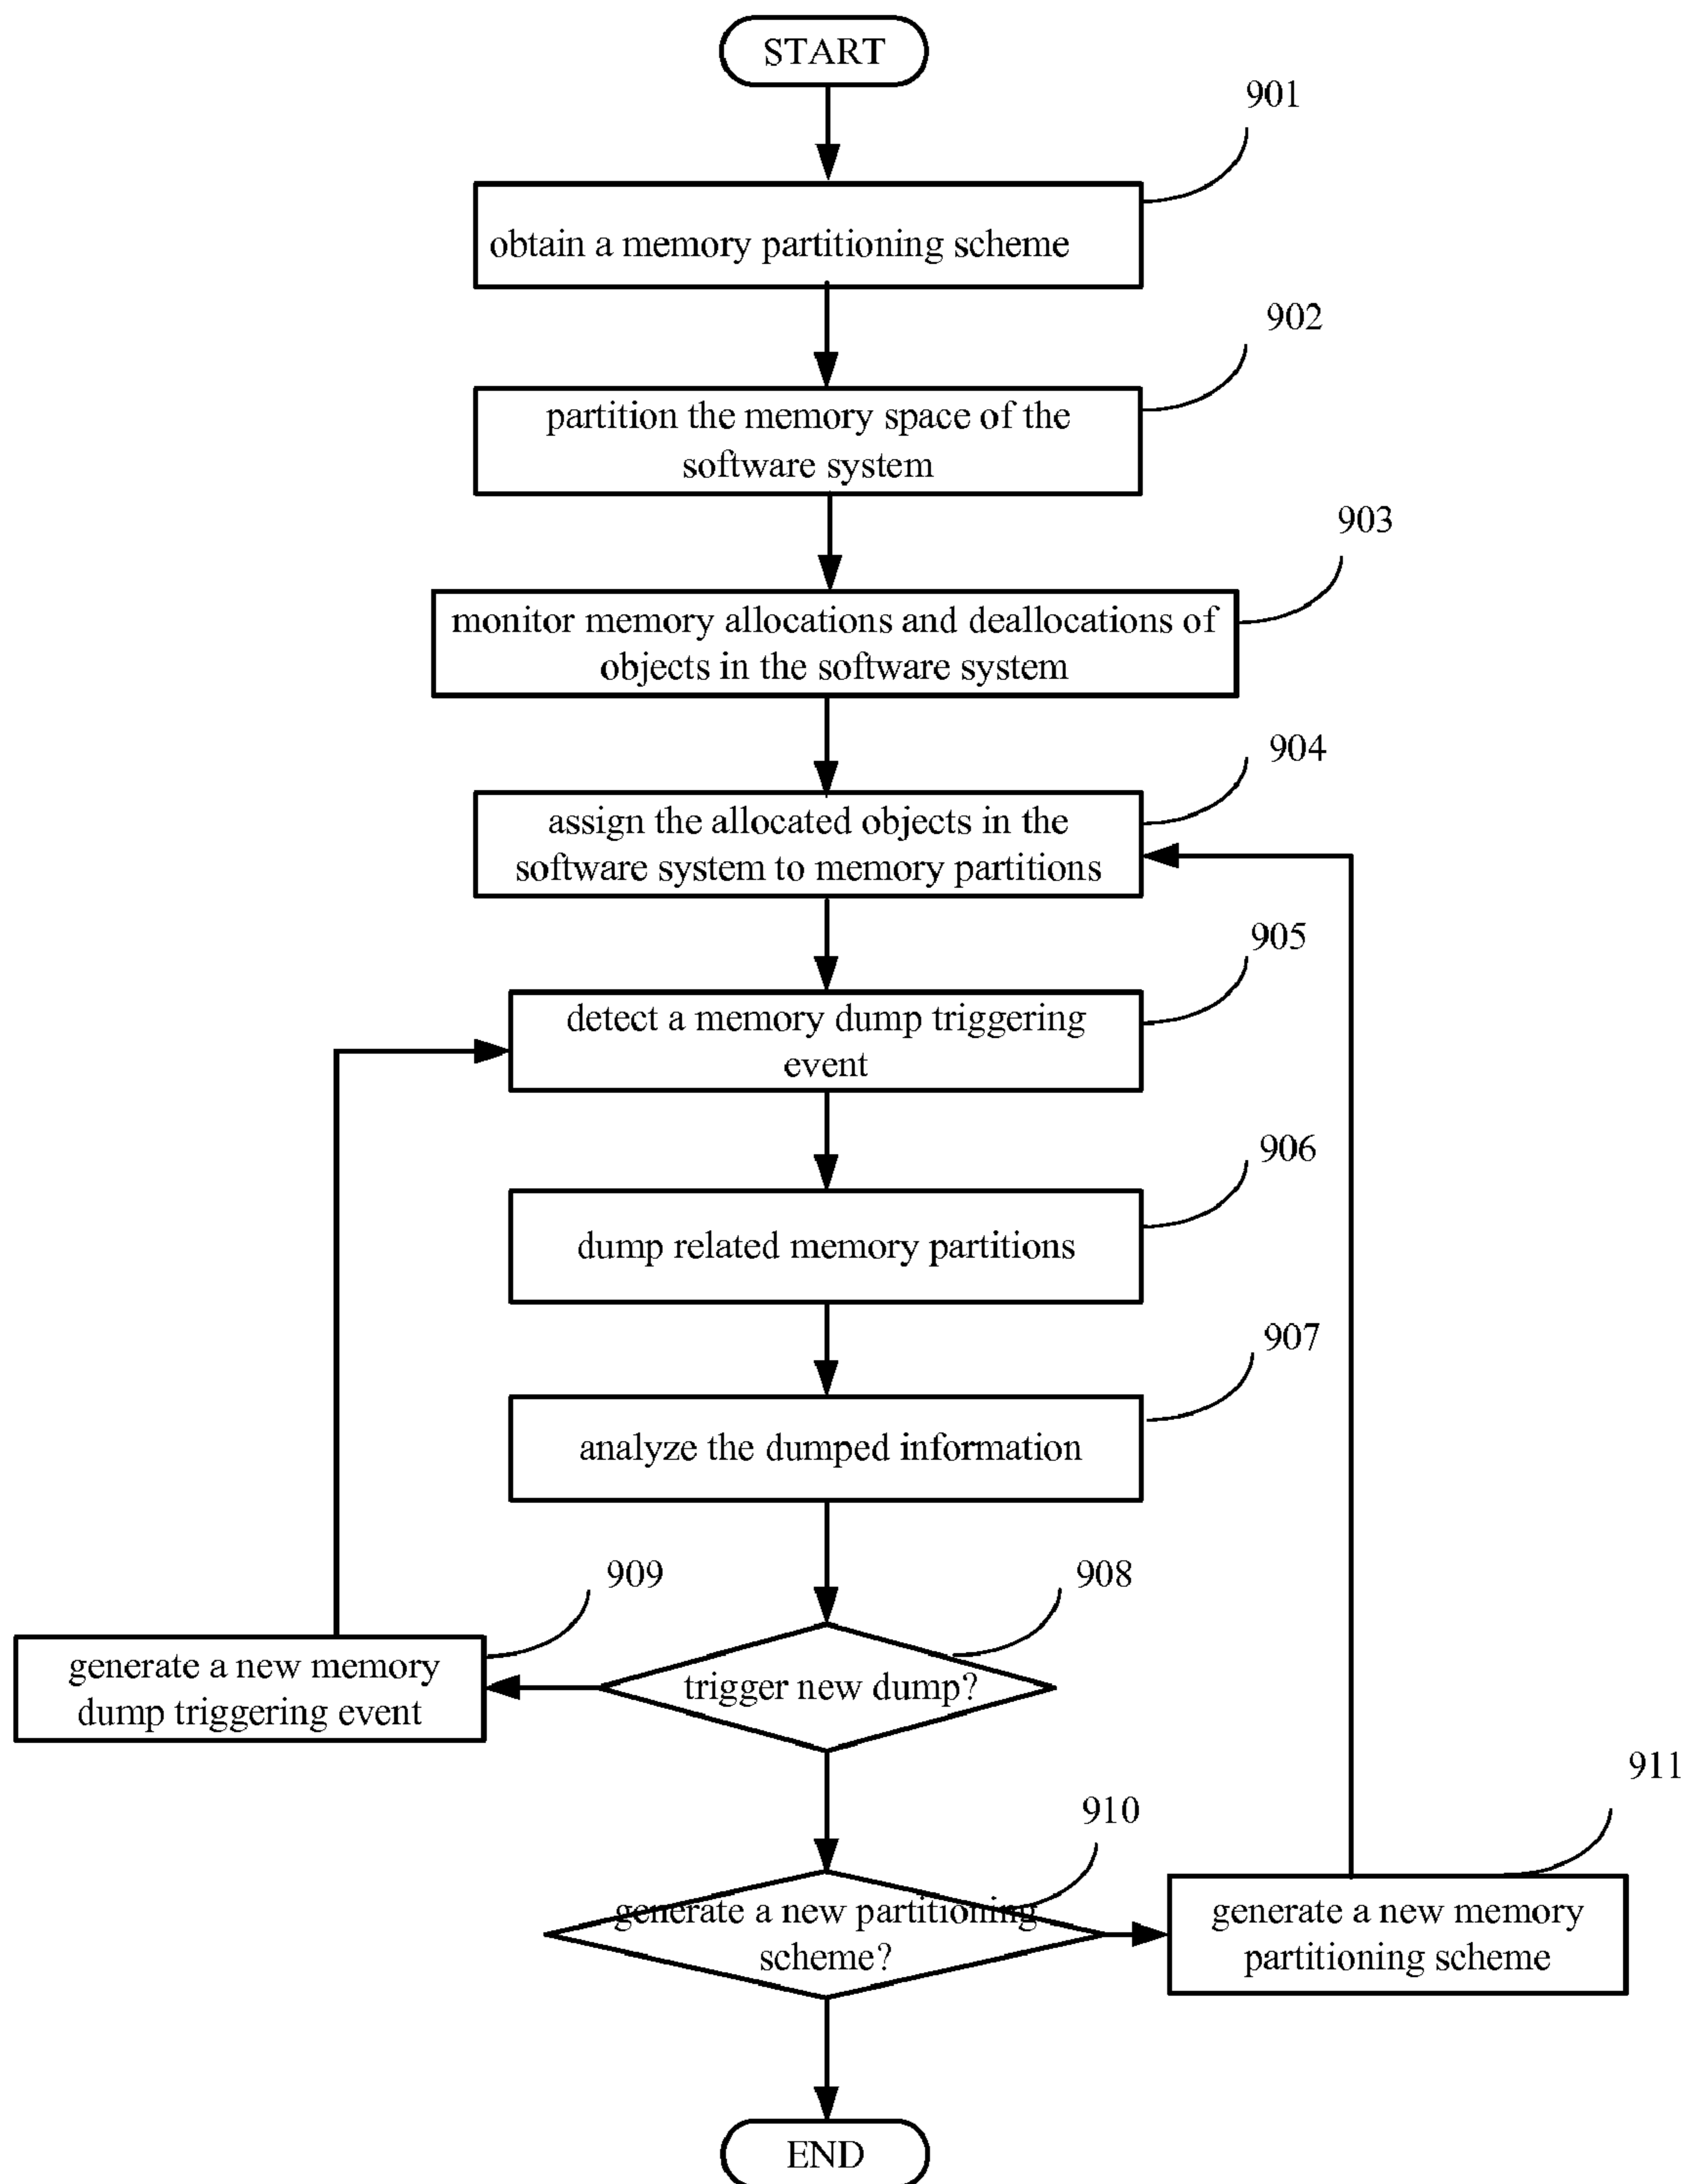 START
901
obtain a memory partitioning scheme
902
partition the memory space of the
software system
903
monitor memory allocations and deallocations of
objects in the software system
904
assign the allocated objects in the
software system to memory partitions
905
detect a memory dump triggering
event
906
dump related memory partitions
907
analyze the dumped information
909
908
generate a new memory
dump triggering event
trigger new dump?
911
910
generate a new partitioning
scheme?
generate a new memory
partitioning scheme
END